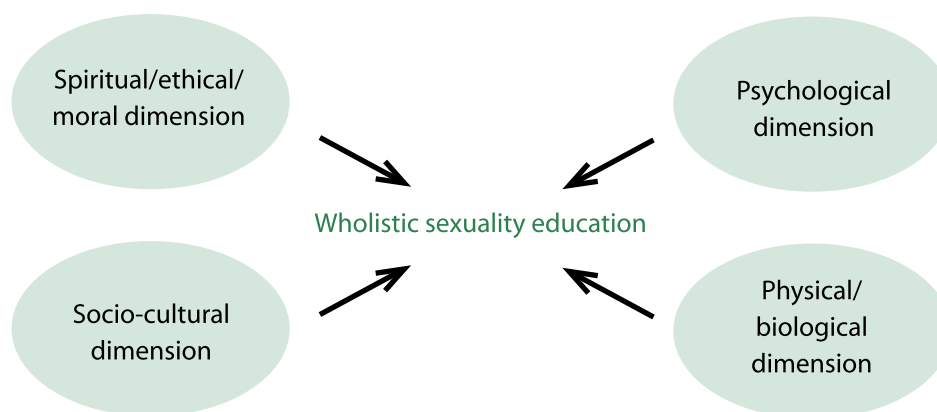 Spiritual/ethical/
moral dimension
Psychological
dimension
Wholistic sexuality education
Socio-cultural
dimension
Physical/
biological
dimension